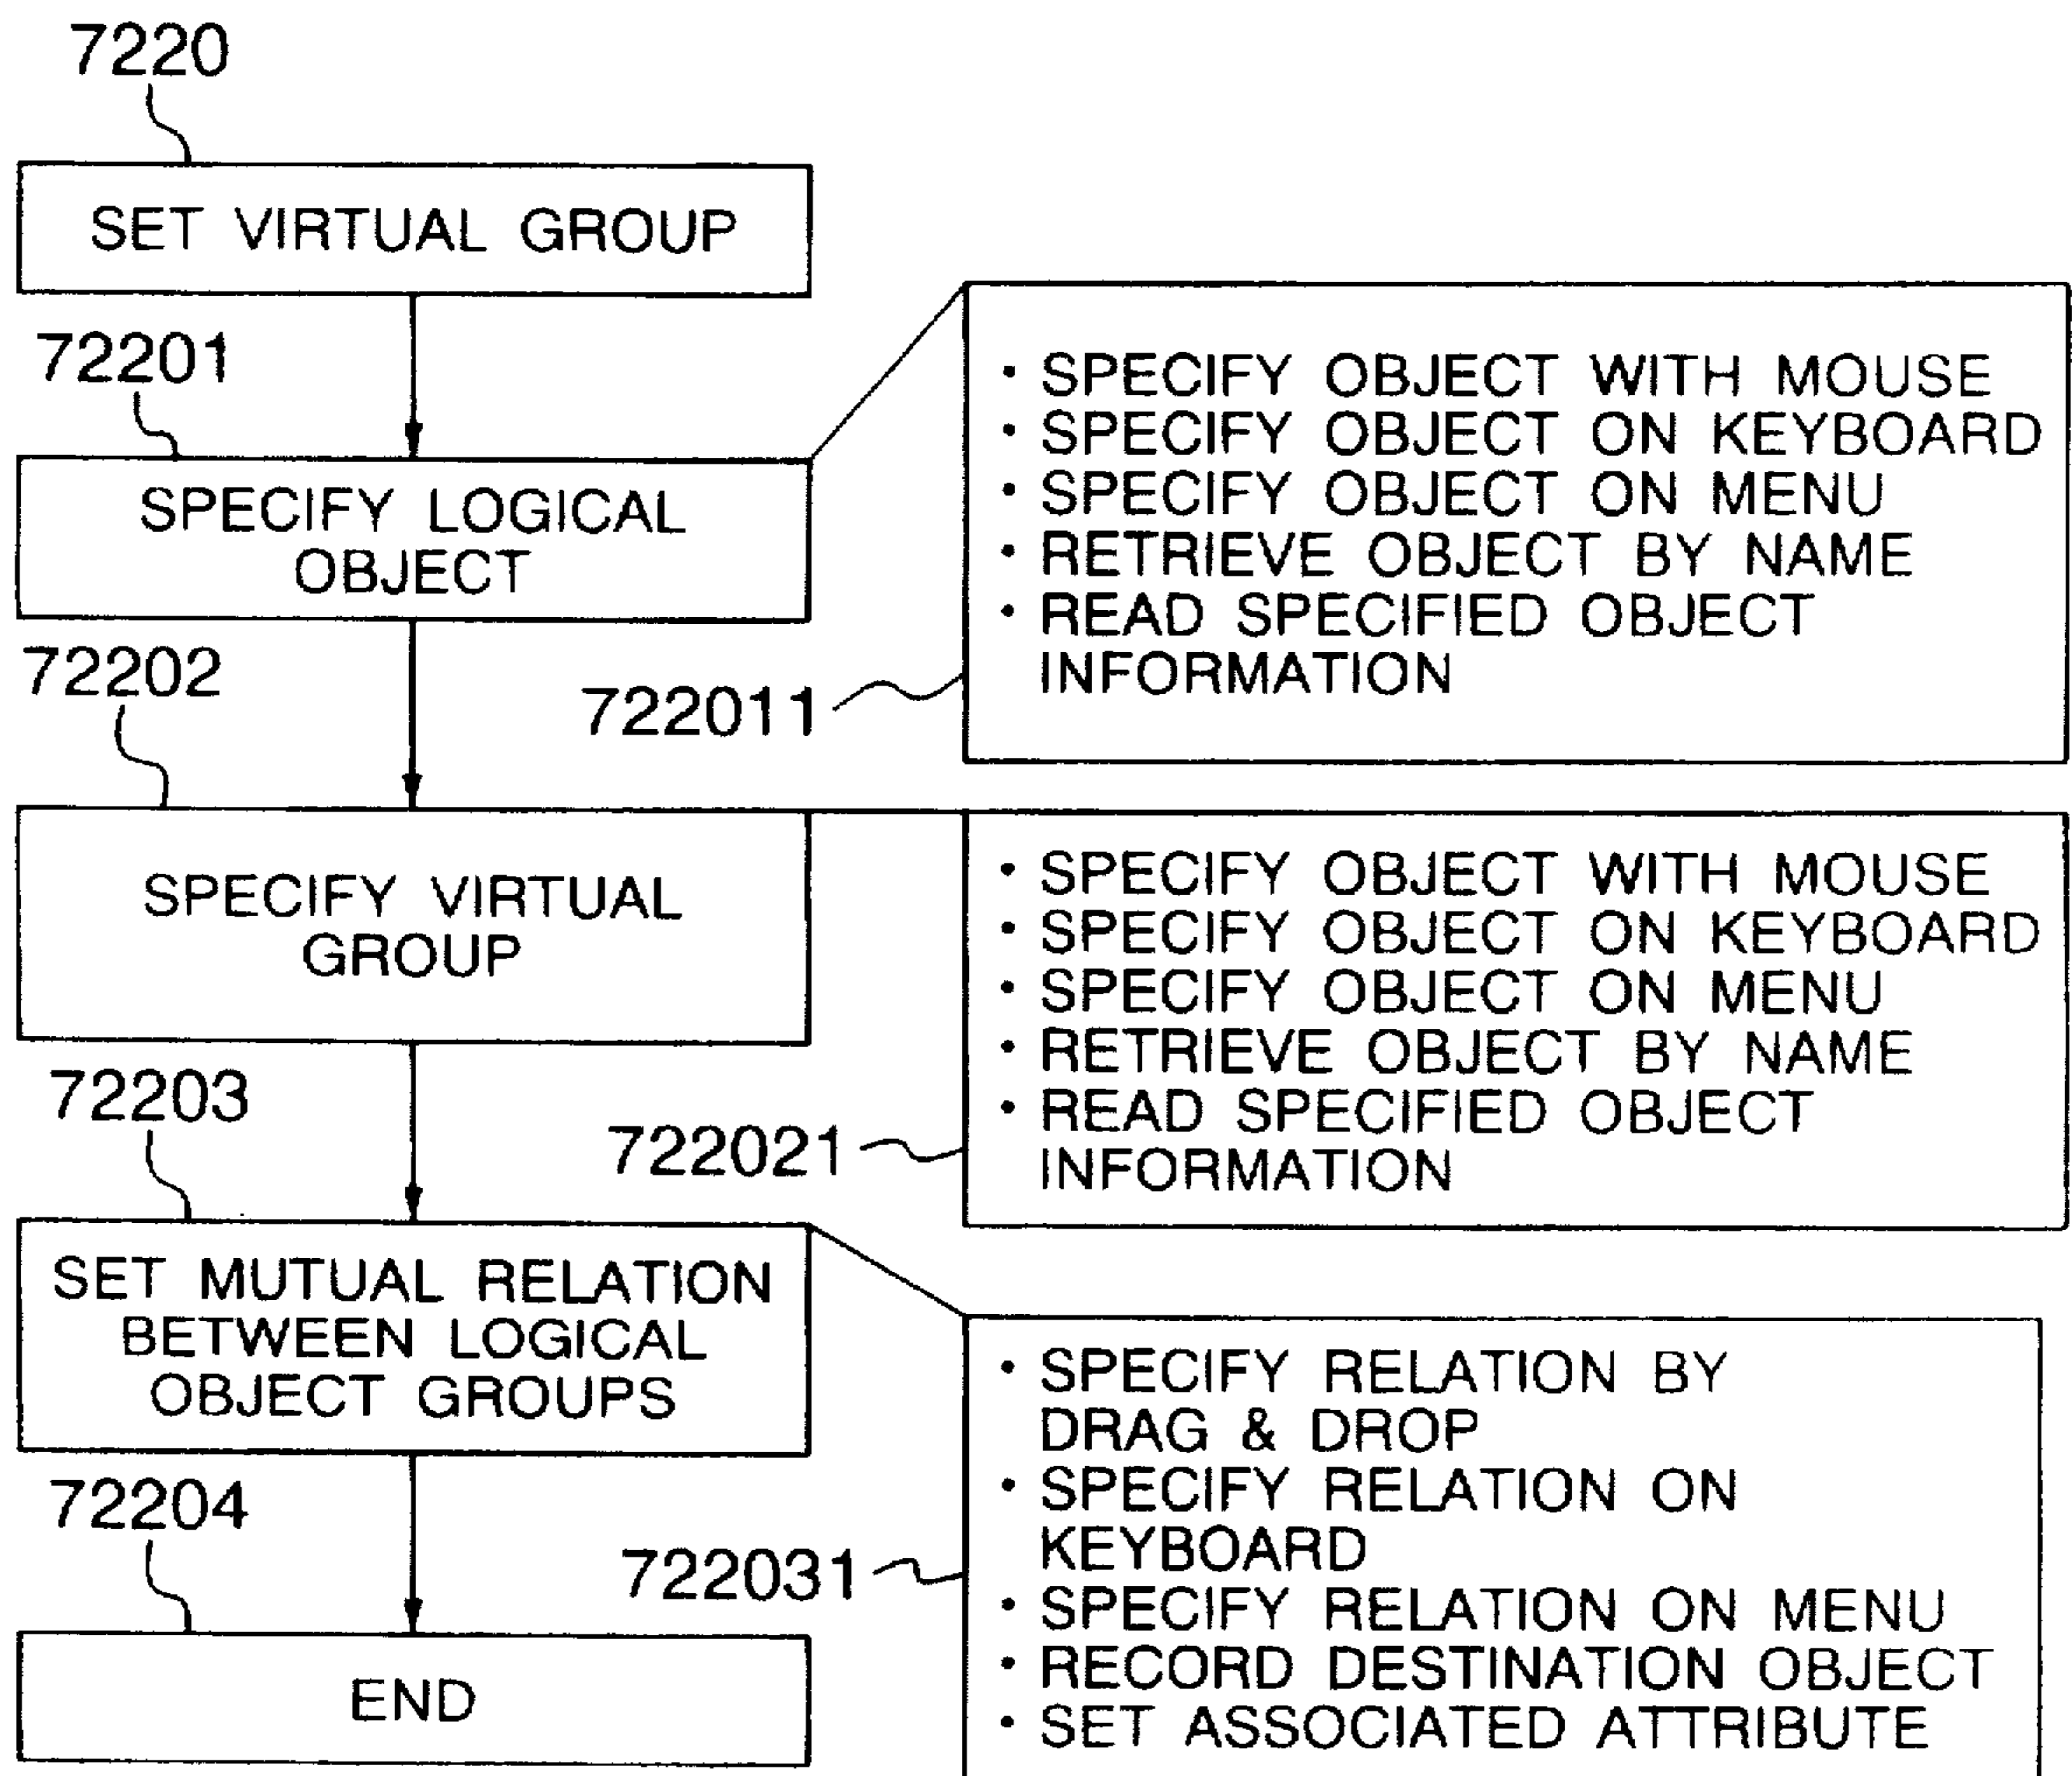 7220
SET VIRTUAL GROUP
72201
SPECIFY LOGICAL
OBJECT
722011
· SPECIFY OBJECT WITH MOUSE
· SPECIFY OBJECT ON KEYBOARD
· SPECIFY OBJECT ON MENU
· RETRIEVE OBJECT BY NAME
· READ SPECIFIED OBJECT
INFORMATION
72202
SPECIFY VIRTUAL
GROUP
722021
· SPECIFY OBJECT WITH MOUSE
· SPECIFY OBJECT ON KEYBOARD
· SPECIFY OBJECT ON MENU
· RETRIEVE OBJECT BY NAME
· READ SPECIFIED OBJECT
INFORMATION
72203
SET MUTUAL RELATION
BETWEEN LOGICAL
OBJECT GROUPS
722031
· SPECIFY RELATION BY
DRAG & DROP
· SPECIFY RELATION ON
KEYBOARD
· SPECIFY RELATION ON MENU
· RECORD DESTINATION OBJECT
· SET ASSOCIATED ATTRIBUTE
72204
END